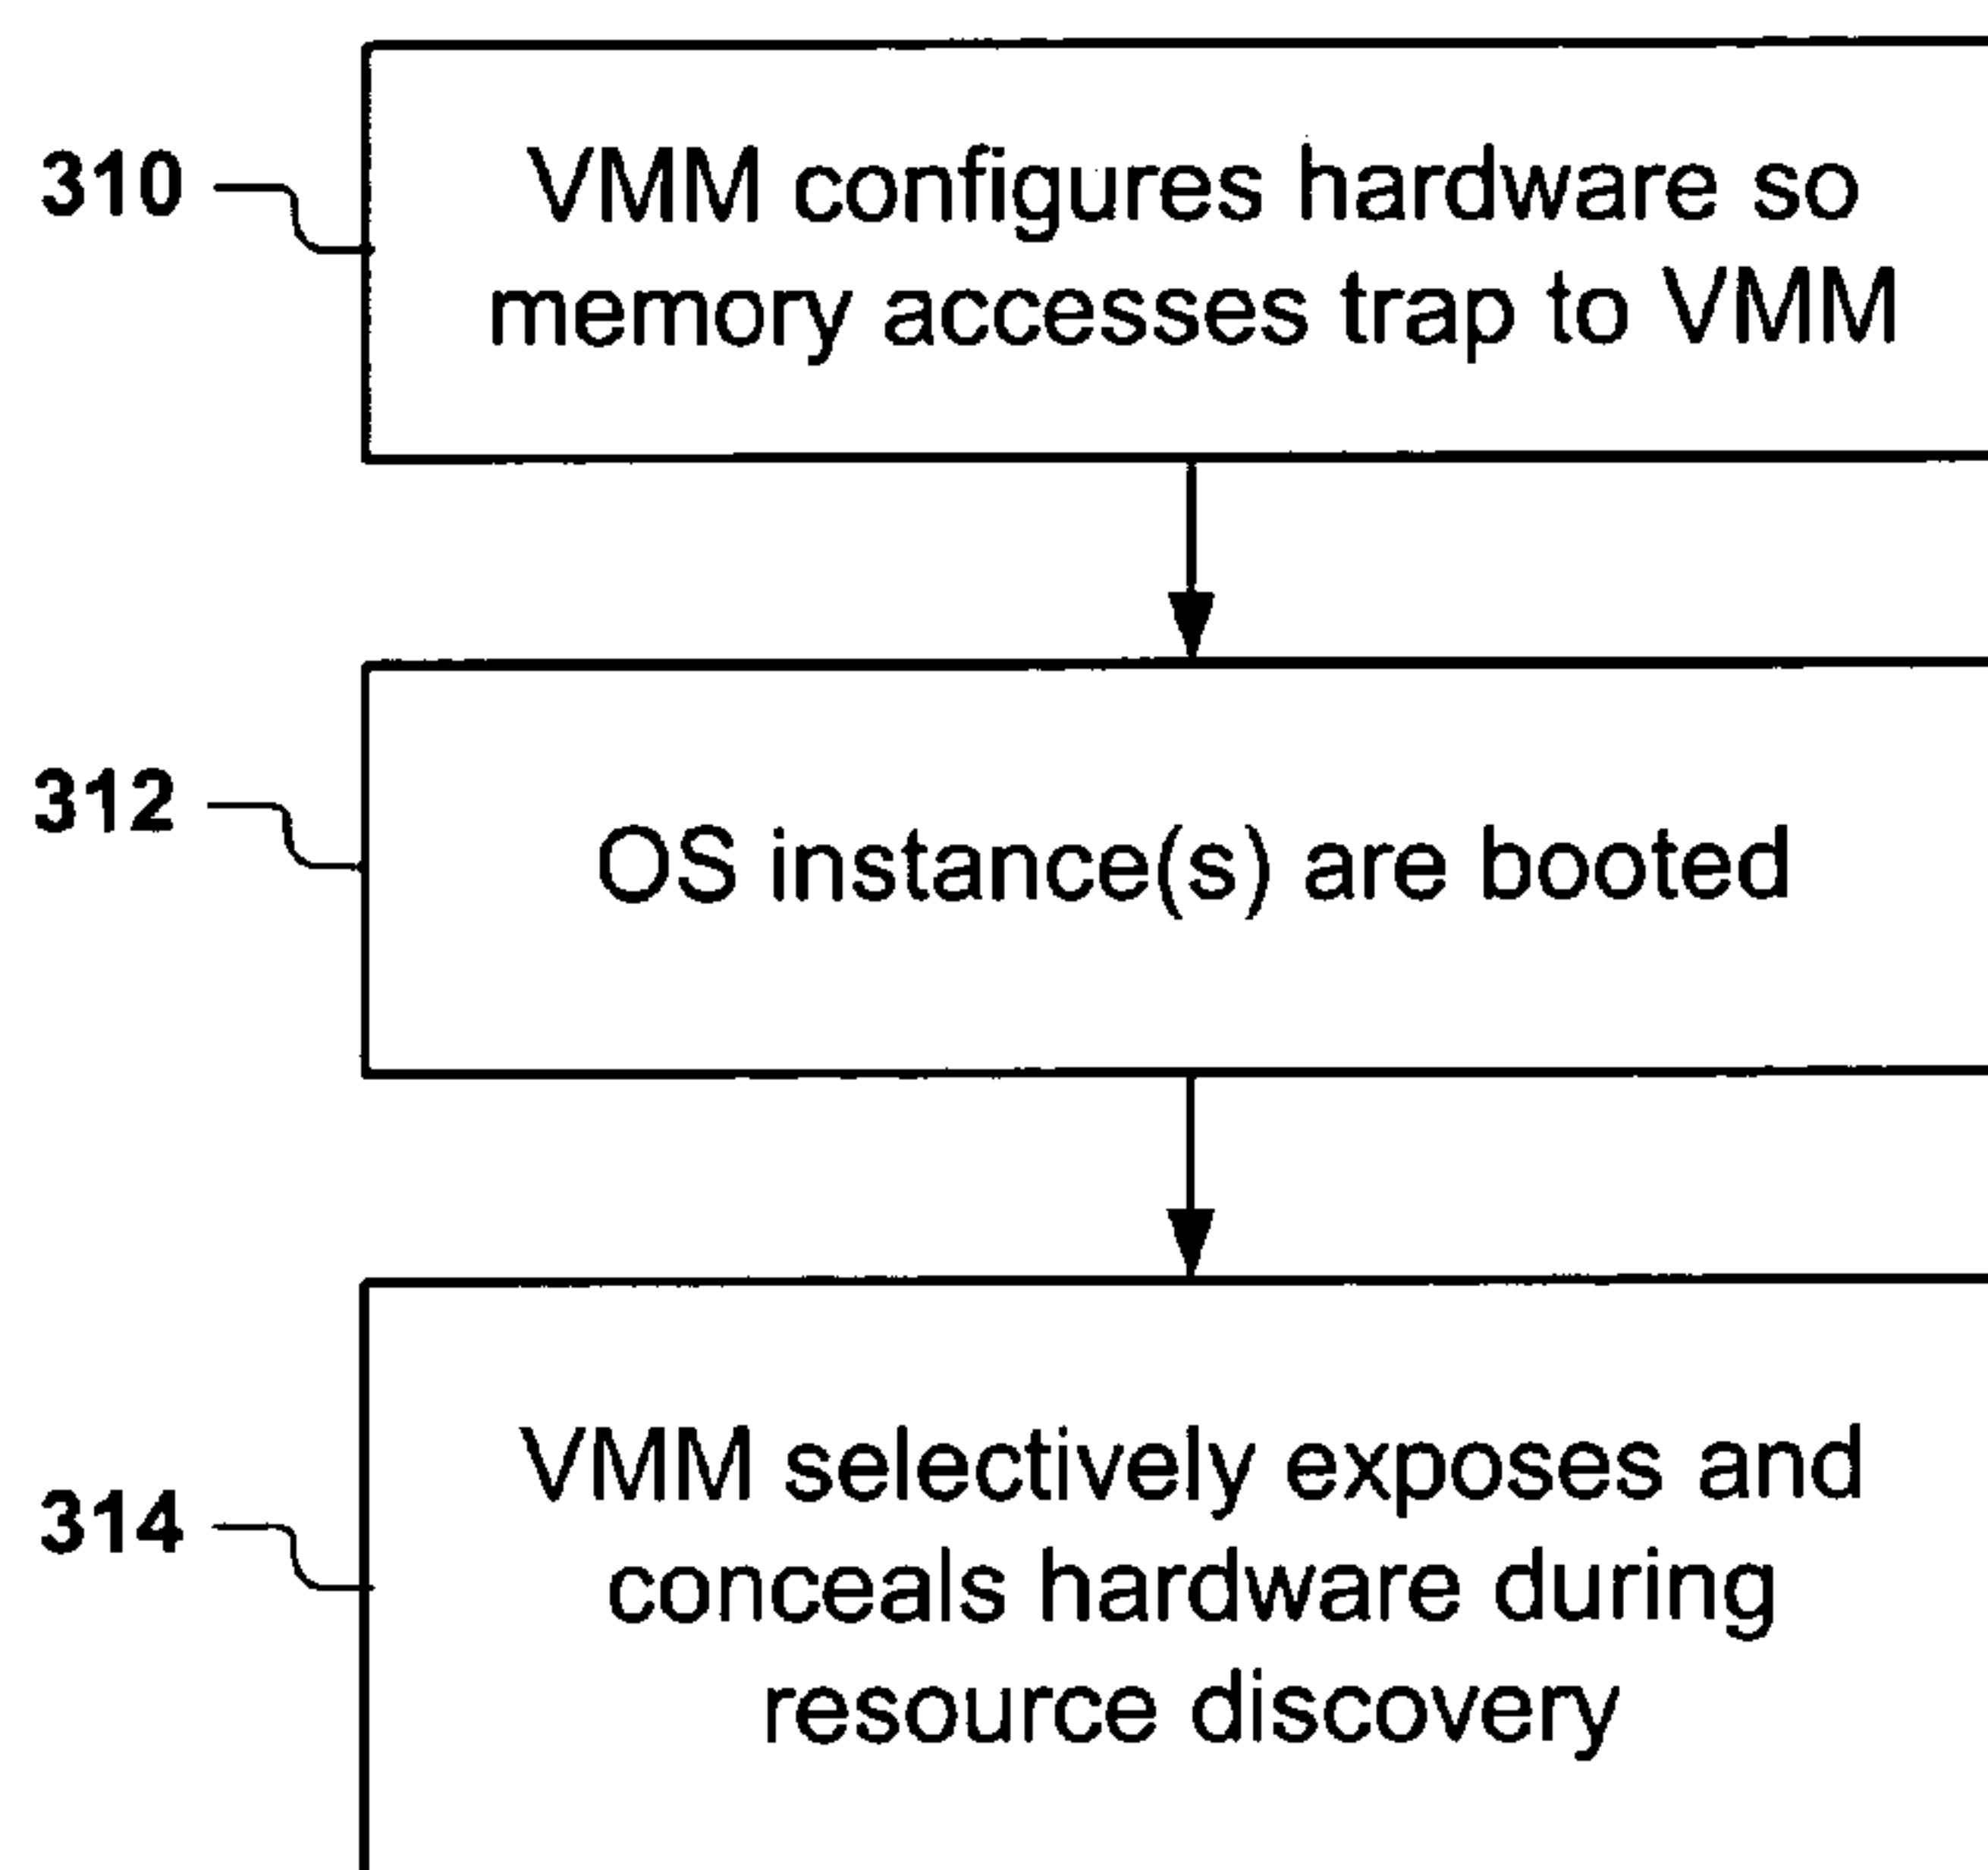 310
VMM configures hardware so
memory accesses trap to VMM
312
OS instance(s) are booted
314
VMM selectively exposes and
conceals hardware during
resource discovery